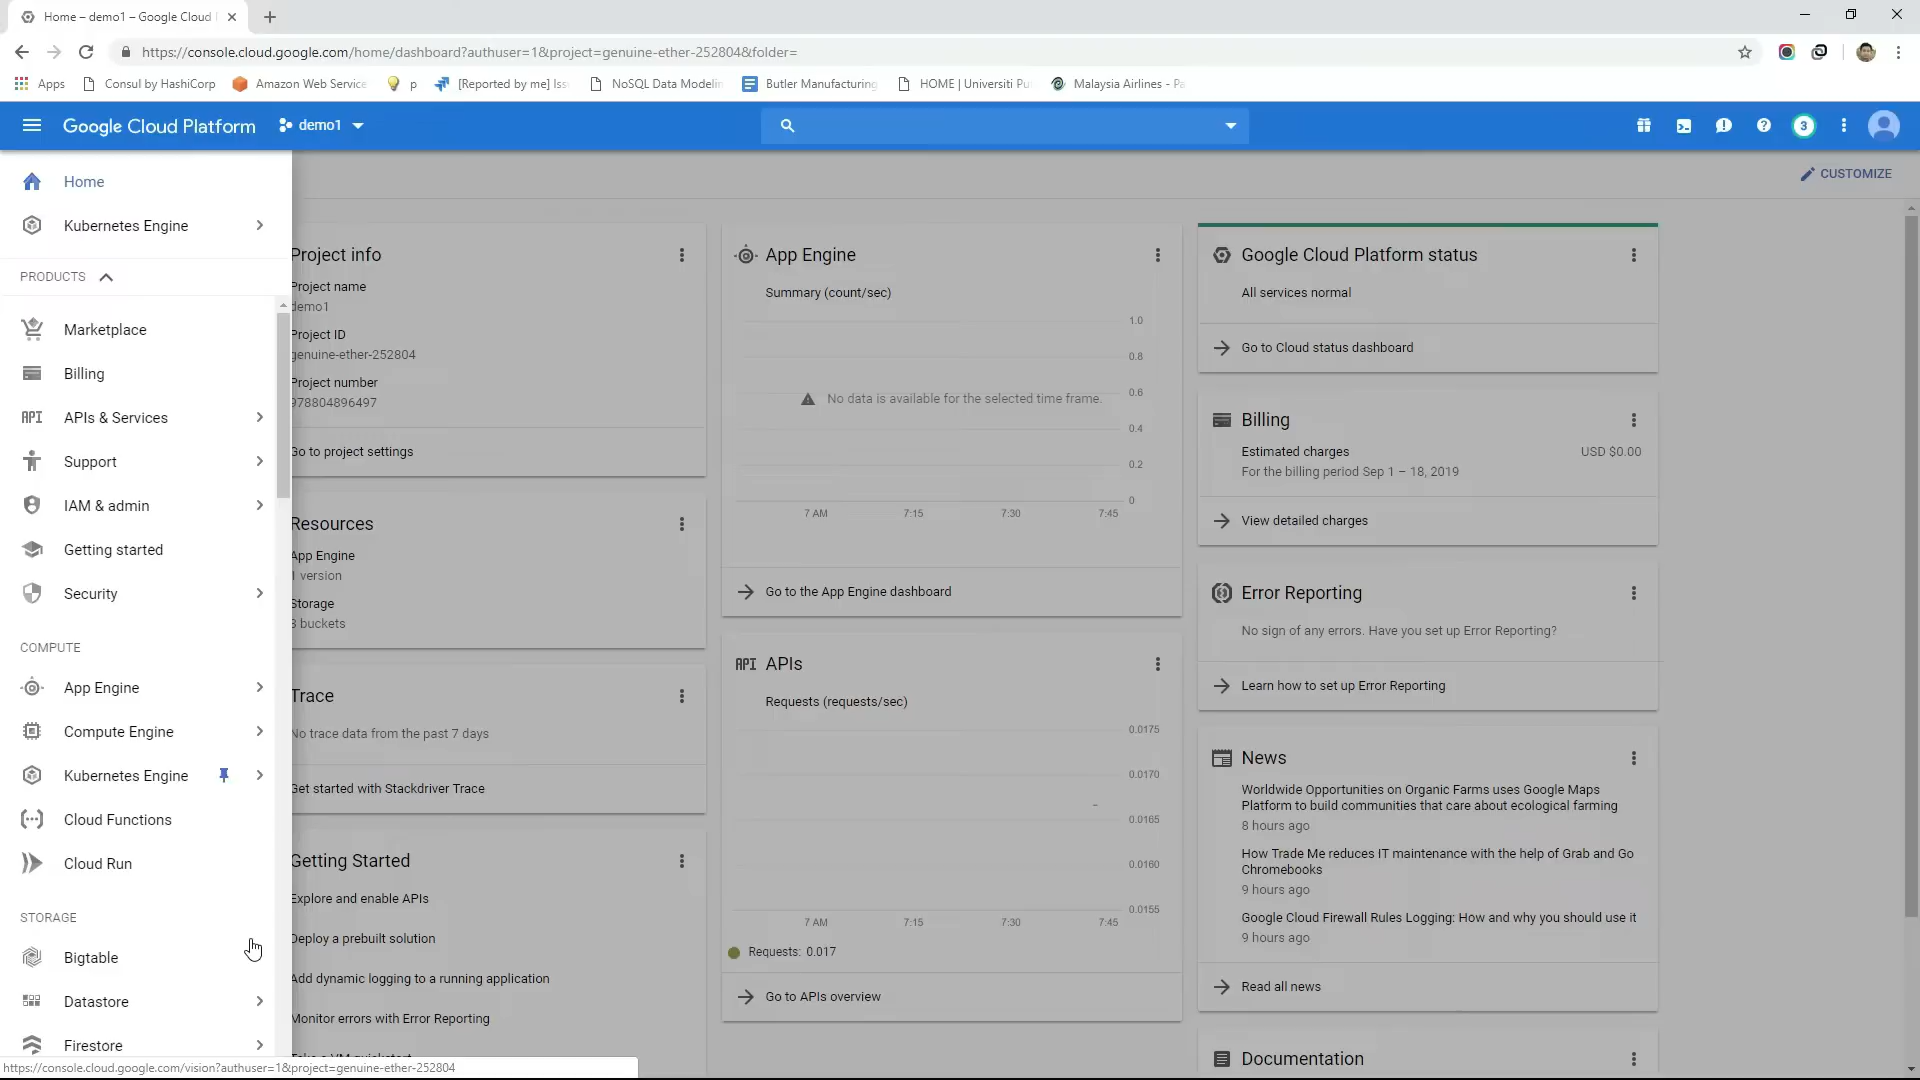 Home – demo1 – Google Cloud
https://console.cloud.google.com/home/dashboard?authuser=1&project=genuine-ether-252804&folder=
Apps
Consul by HashiCorp
Amazon Web Service
p
[Reported by me] Iss
NoSQL Data Modelin
Butler Manufacturing
HOME | Universiti Pu
Malaysia Airlines - Pa
Google Cloud Platform
demo1
3
CUSTOMIZE
Home
Kubernetes Engine
PRODUCTS
Marketplace
Billing
API APIs & Services
Support
IAM & admin
Getting started
Security
COMPUTE
App Engine
Compute Engine
Kubernetes Engine
Cloud Functions
Cloud Run
STORAGE
Bigtable
Datastore
Firestore
https://console.cloud.google.com/vision?authuser=1&project=genuine-ether-252804
Project info
Project name
demo1
Project ID
genuine-ether-252804
Project number
978804896497
Go to project settings
Resources
App Engine
1 version
Storage
3 buckets
Trace
No trace data from the past 7 days
Get started with Stackdriver Trace
Getting Started
Explore and enable APIs
Deploy a prebuilt solution
Add dynamic logging to a running application
Monitor errors with Error Reporting
App Engine
Summary (count/sec)
1.0
0.8
No data is available for the selected time frame.
0.6
0.4
0.2
0
7 AM 7:15 7:30 7:45
Go to the App Engine dashboard
API APIs
Requests (requests/sec)
0.0175
0.0170
0.0165
0.0160
0.0155
7 AM 7:15 7:30 7:45
Requests: 0.017
Go to APIs overview
Google Cloud Platform status
All services normal
Go to Cloud status dashboard
Billing
Estimated charges USD $0.00
For the billing period Sep 1 – 18, 2019
View detailed charges
Error Reporting
No sign of any errors. Have you set up Error Reporting?
Learn how to set up Error Reporting
News
Worldwide Opportunities on Organic Farms uses Google Maps
Platform to build communities that care about ecological farming
8 hours ago
How Trade Me reduces IT maintenance with the help of Grab and Go
Chromebooks
9 hours ago
Google Cloud Firewall Rules Logging: How and why you should use it
9 hours ago
Read all news
Documentation